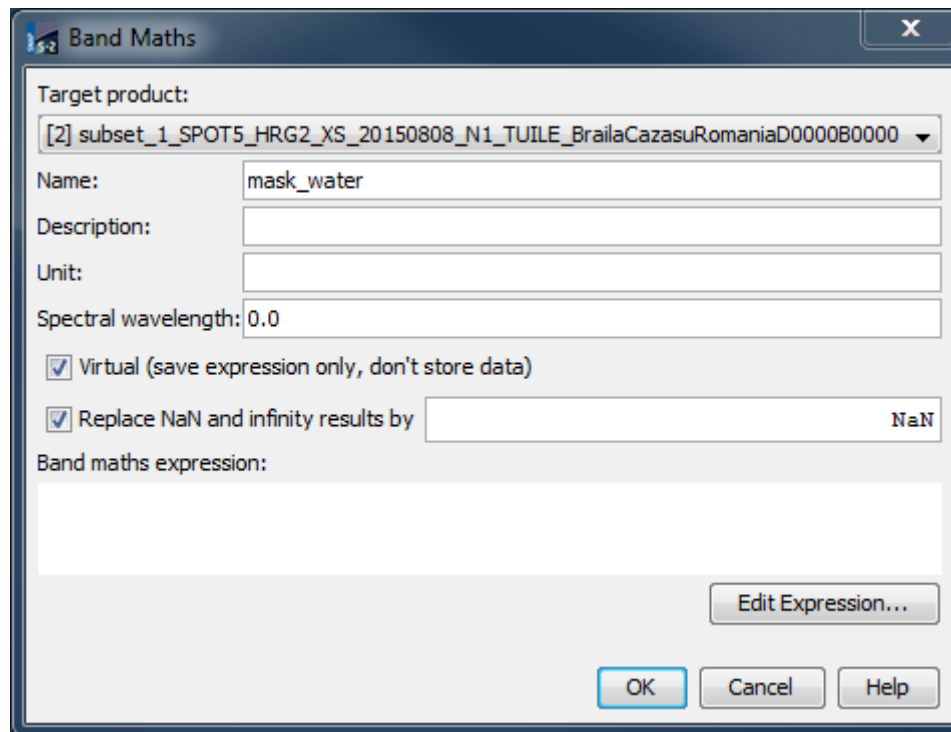 Band Maths
Target product:
[2] subset_1_SPOT5_HRG2_XS_20150808_N1_TUILE_BrailaCazasuRomaniaD0000B0000
Name: mask_water
Description:
Unit:
Spectral wavelength: 0.0
Virtual (save expression only, don't store data)
Replace NaN and infinity results by NaN
Band maths expression:
Edit Expression...
OK Cancel Help